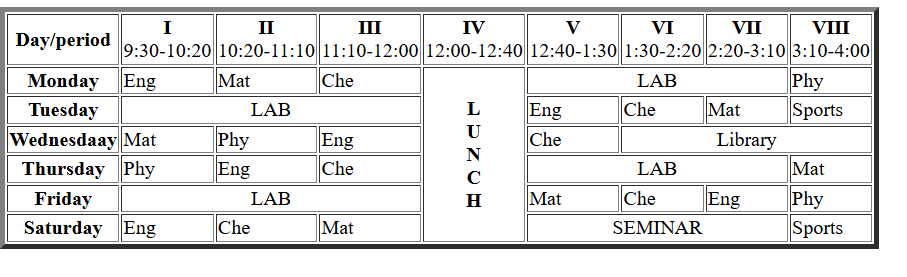 Day/period I II III IV V VI VII VIII
9:30-10:20 10:20-11:10 11:10-12:00 12:00-12:40 12:40-1:30 1:30-2:20 2:20-3:10 3:10-4:00
Monday Eng Mat Che LAB Phy
Tuesday LAB L Eng Che Mat Sports
Wednesdaay Mat Phy Eng U Che Library
Thursday Phy Eng Che N LAB Mat
C
Friday LAB H Mat Che Eng Phy
Saturday Eng Che Mat SEMINAR Sports